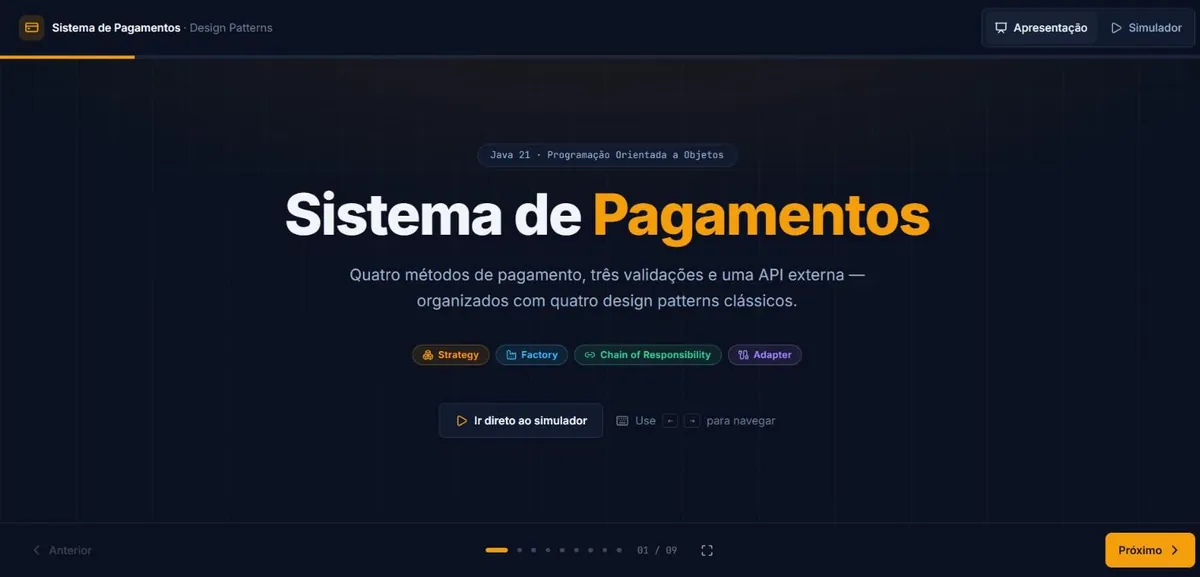 Sistema de Pagamentos · Design Patterns
Apresentação
Simulador
Java 21 · Programação Orientada a Objetos
Sistema de Pagamentos
Quatro métodos de pagamento, três validações e uma API externa —
organizados com quatro design patterns clássicos.
Strategy
Factory
Chain of Responsibility
Adapter
Ir direto ao simulador
Use ← → para navegar
Anterior
01 / 09
Próximo